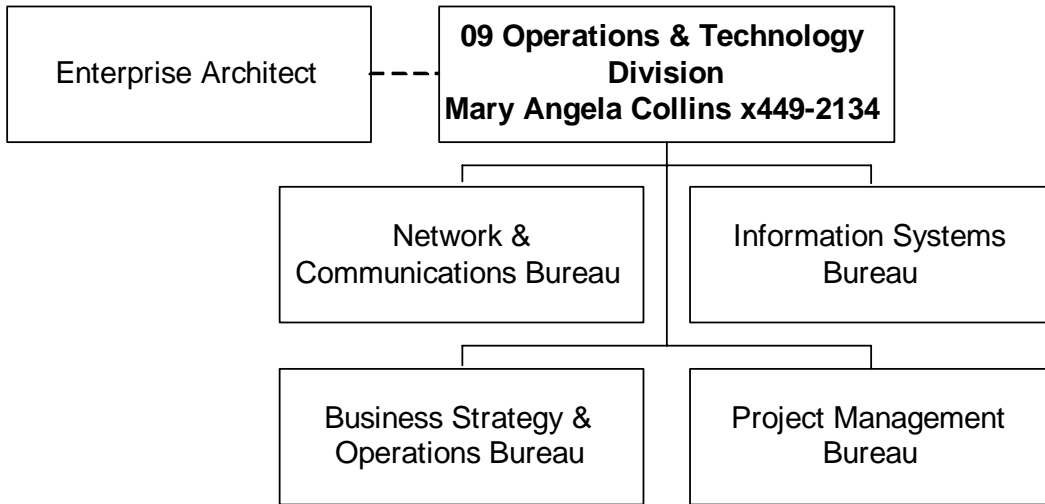 Enterprise Architect
09 Operations & Technology
Division
Mary Angela Collins x449-2134
Network &
Communications Bureau
Information Systems
Bureau
Business Strategy &
Operations Bureau
Project Management
Bureau